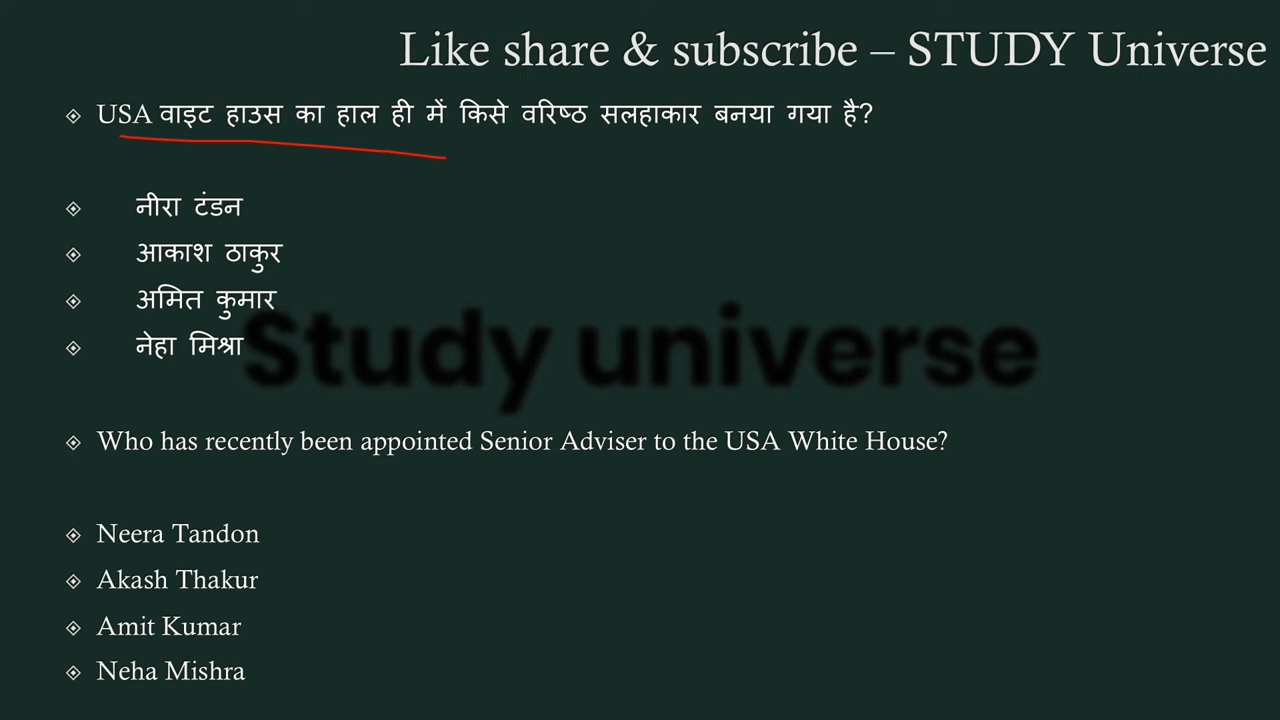 Like share & subscribe – STUDY Universe
USA वाइट हाउस का हाल ही में किसे वरिष्ठ सलहाकार बनया गया है?
नीरा टंडन
आकाश ठाकुर
अमित कुमार
नेहा मिश्रा
Study universe
Who has recently been appointed Senior Adviser to the USA White House?
Neera Tandon
Akash Thakur
Amit Kumar
Neha Mishra